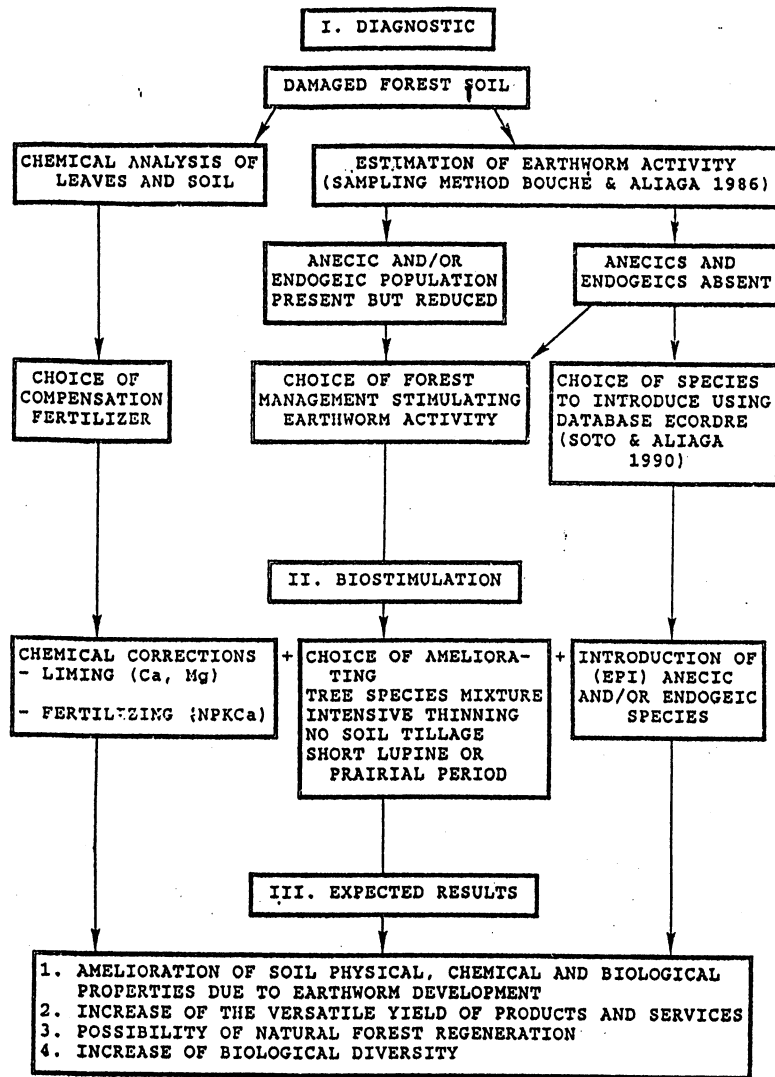 I. DIAGNOSTIC
DAMAGED FOREST SOIL
CHEMICAL ANALYSIS OF
LEAVES AND SOIL
ESTIMATION OF EARTHWORM ACTIVITY
(SAMPLING METHOD BOUCHÉ & ALIAGA 1986)
ANECIC AND/OR
ENDOGEIC POPULATION
PRESENT BUT REDUCED
ANECICS AND
ENDOGEICS ABSENT
CHOICE OF
COMPENSATION
FERTILIZER
CHOICE OF FOREST
MANAGEMENT STIMULATING
EARTHWORM ACTIVITY
CHOICE OF SPECIES
TO INTRODUCE USING
DATABASE ECORDRE
(SOTO & ALIAGA
1990)
II. BIOSTIMULATION
CHEMICAL CORRECTIONS
- LIMING (Ca, Mg)
- FERTILIZING (NPKCa)
+
CHOICE OF AMELIORA-
TING
TREE SPECIES MIXTURE
INTENSIVE THINNING
NO SOIL TILLAGE
SHORT LUPINE OR
PRAIRIAL PERIOD
+
INTRODUCTION OF
(EPI) ANECIC
AND/OR ENDOGEIC
SPECIES
III. EXPECTED RESULTS
1. AMELIORATION OF SOIL PHYSICAL, CHEMICAL AND BIOLOGICAL
PROPERTIES DUE TO EARTHWORM DEVELOPMENT
2. INCREASE OF THE VERSATILE YIELD OF PRODUCTS AND SERVICES
3. POSSIBILITY OF NATURAL FOREST REGENERATION
4. INCREASE OF BIOLOGICAL DIVERSITY